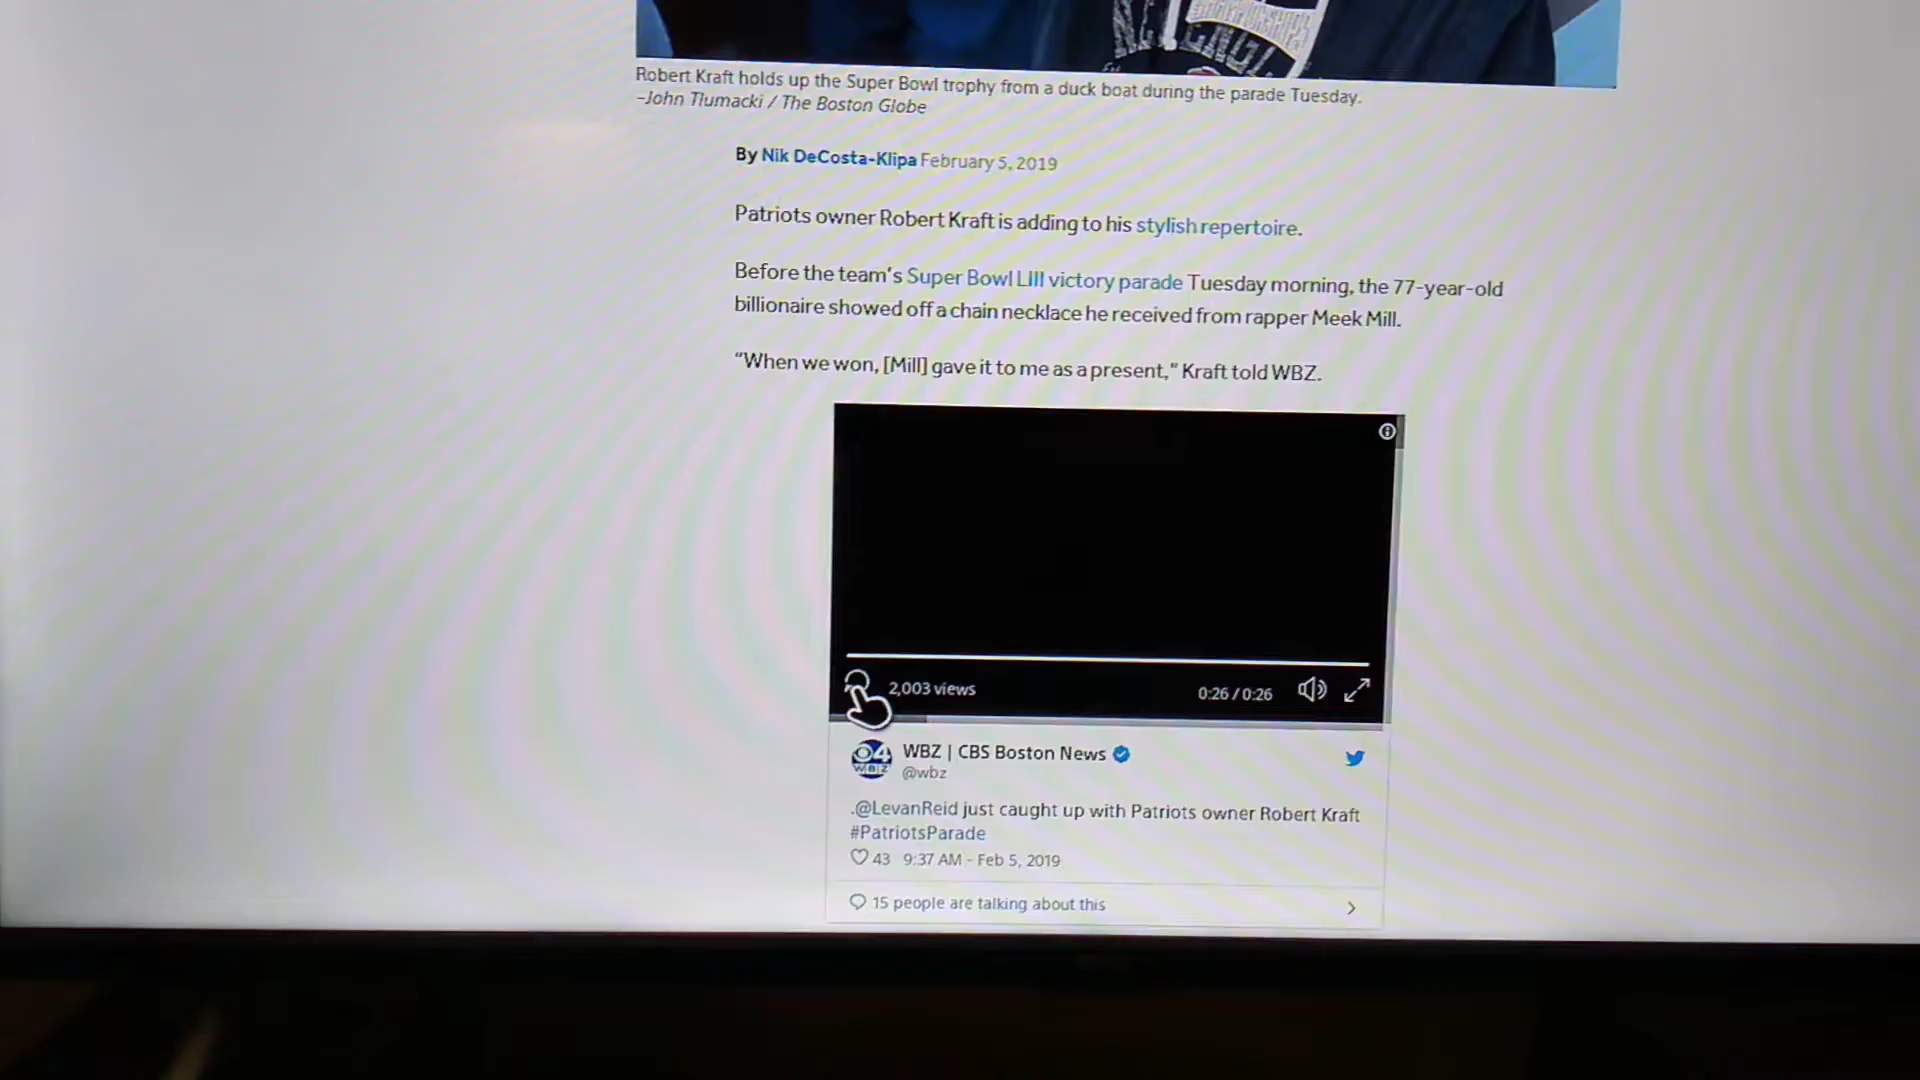 Robert Kraft holds up the Super Bowl trophy from a duck boat during the parade Tuesday.
–John Tlumacki / The Boston Globe
By Nik DeCosta-Klipa February 5, 2019
Patriots owner Robert Kraft is adding to his stylish repertoire.
Before the team's Super Bowl LIII victory parade Tuesday morning, the 77-year-old
billionaire showed off a chain necklace he received from rapper Meek Mill.
“When we won, [Mill] gave it to me as a present,” Kraft told WBZ.
2,003 views
0:26 / 0:26
WBZ | CBS Boston News
@wbz
.@LevanReid just caught up with Patriots owner Robert Kraft
#PatriotsParade
43 9:37 AM - Feb 5, 2019
15 people are talking about this